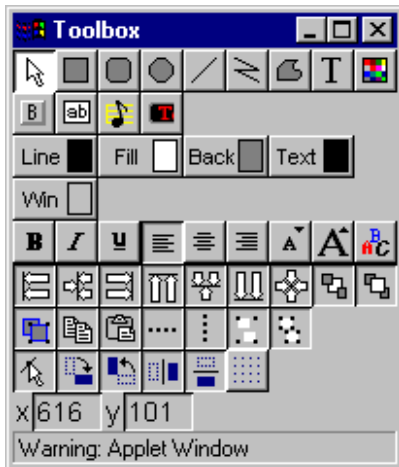 Toolbox
T
B ab T
Line Fill Back Text
Win
B I U A A ABC
x 616 y 101
Warning: Applet Window